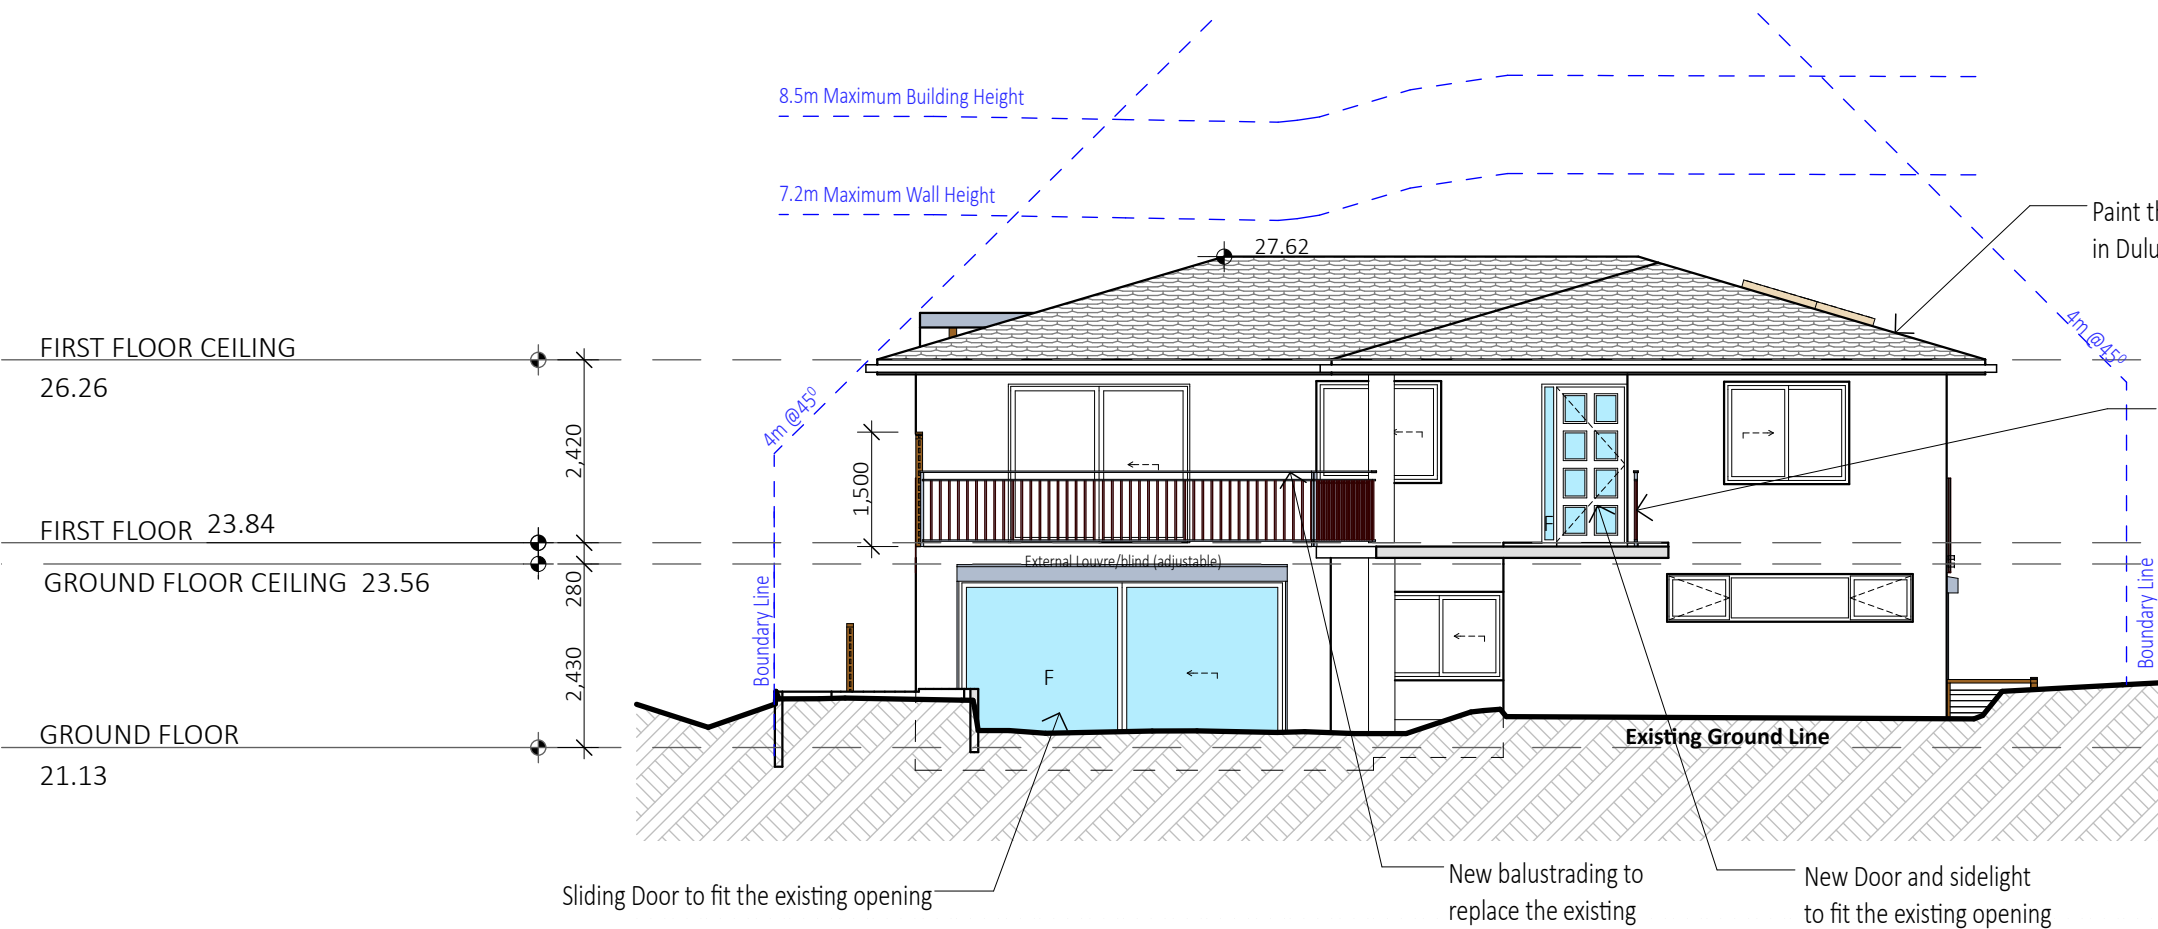 8.5m Maximum Building Height
7.2m Maximum Wall Height
Paint
in
27.62
4m @45⁰
FIRST FLOOR CEILING
26.26
4m @45⁰
2,420
1,500
FIRST FLOOR 23.84
F
External Louvre/blind (adjustable)
GROUND FLOOR CEILING 23.56
280
Boundary Line
Boundary Line
2,430
F
GROUND FLOOR
21.13
Existing Ground Line
Sliding Door to fit the existing opening
New balustrading to
replace the existing
New Door and sidelight
to fit the existing opening